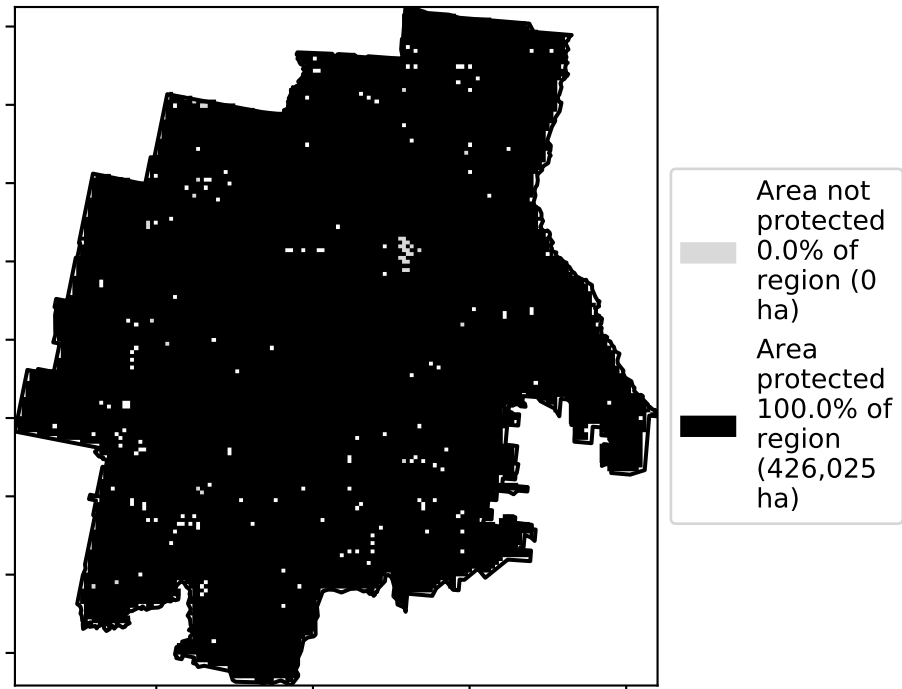 Area not
protected
0.0% of
region (0
ha)
Area
protected
100.0% of
region
(426,025
ha)